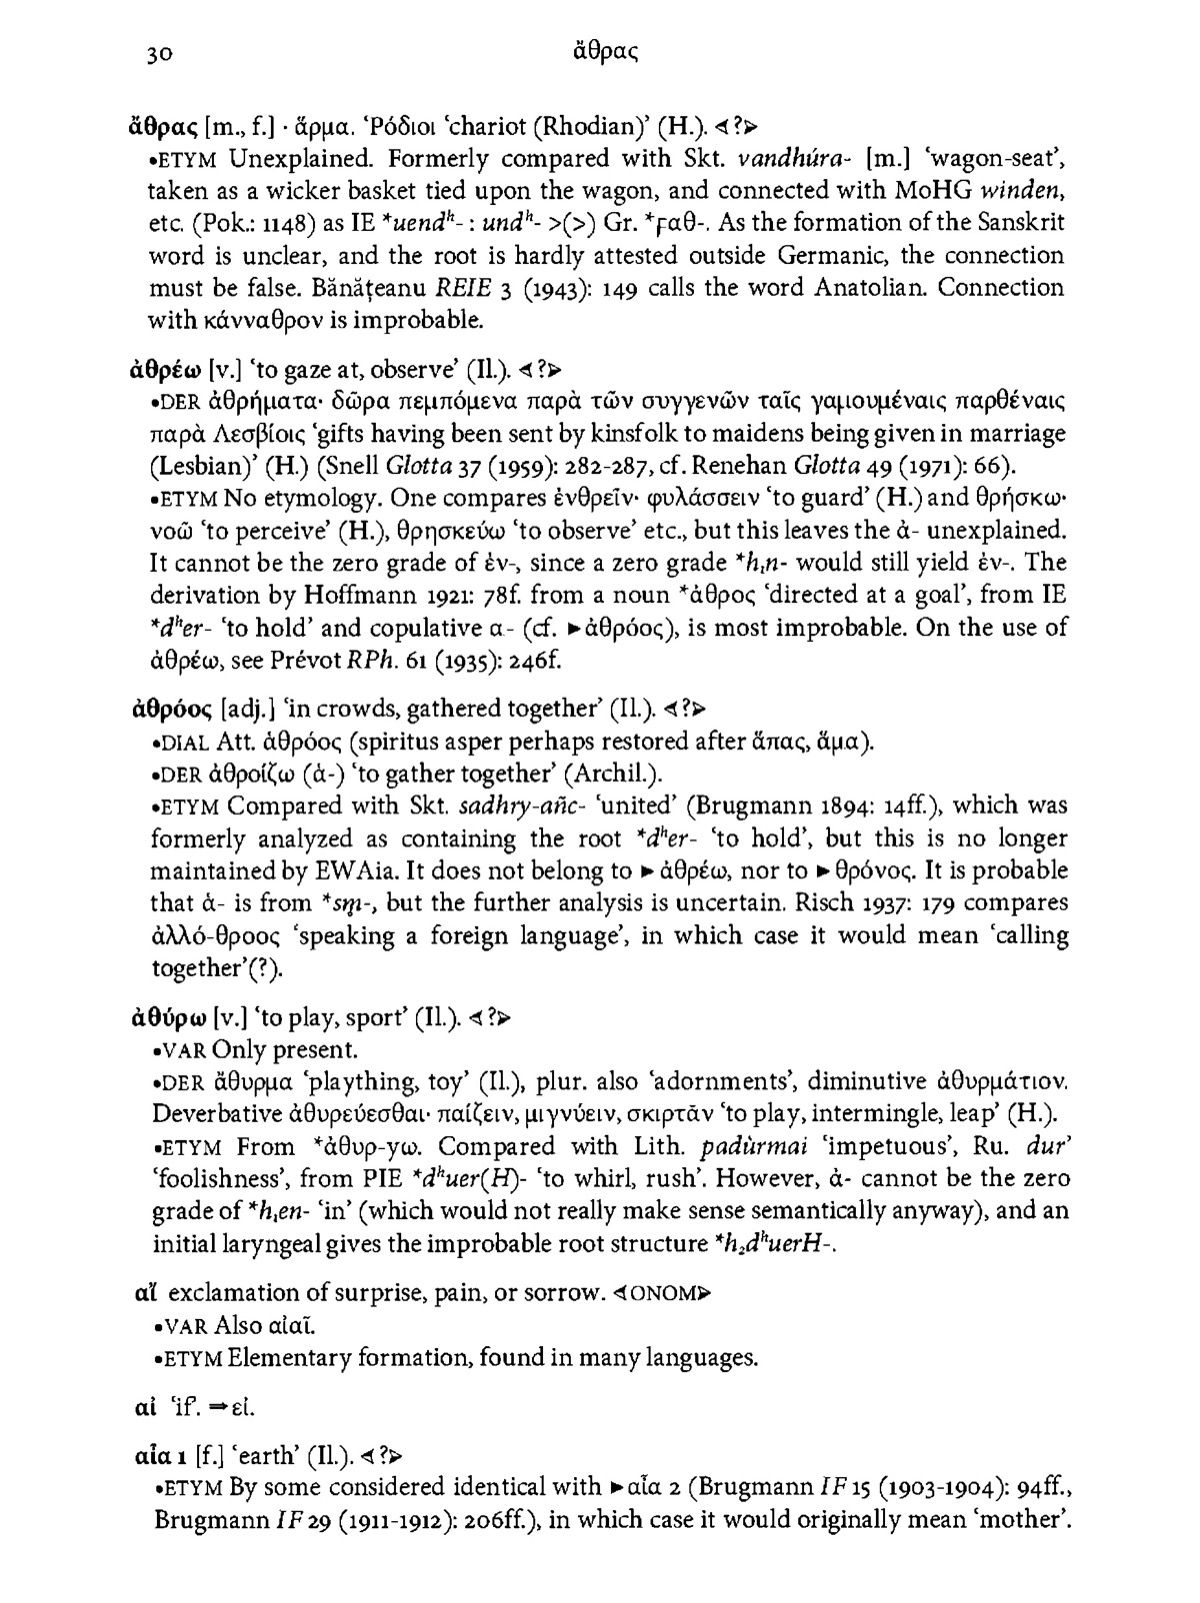 30
ἄθρας
ἄθρας [m., f.] · ἄρμα. Ῥόδιοι ‘chariot (Rhodian)’ (H.). ⊲?⊳
•ETYM Unexplained. Formerly compared with Skt. vandhúra- [m.] ‘wagon-seat’,
taken as a wicker basket tied upon the wagon, and connected with MoHG winden,
etc. (Pok.: 1148) as IE *uendʰ- : undʰ- >(>) Gr. *ϝαθ-. As the formation of the Sanskrit
word is unclear, and the root is hardly attested outside Germanic, the connection
must be false. Bănăţeanu REIE 3 (1943): 149 calls the word Anatolian. Connection
with κάνναθρον is improbable.
ἀθρέω [v.] ‘to gaze at, observe’ (Il.). ⊲?⊳
•DER ἀθρήματα· δῶρα πεμπόμενα παρὰ τῶν συγγενῶν ταῖς γαμιουμέναις παρθέναις
παρὰ Λεσβίοις ‘gifts having been sent by kinsfolk to maidens being given in marriage
(Lesbian)’ (H.) (Snell Glotta 37 (1959): 282-287, cf. Renehan Glotta 49 (1971): 66).
•ETYM No etymology. One compares ἐνθρεῖν· φυλάσσειν ‘to guard’ (H.) and θρήσκω·
νοῶ ‘to perceive’ (H.), θρησκεύω ‘to observe’ etc., but this leaves the ἀ- unexplained.
It cannot be the zero grade of ἐν-, since a zero grade *h₁n- would still yield ἐν-. The
derivation by Hoffmann 1921: 78f. from a noun *ἀθρος ‘directed at a goal’, from IE
*dʰer- ‘to hold’ and copulative α- (cf. ►ἀθρόος), is most improbable. On the use of
ἀθρέω, see Prévot RPh. 61 (1935): 246f.
ἀθρόος [adj.] ‘in crowds, gathered together’ (Il.). ⊲?⊳
•DIAL Att. ἁθρόος (spiritus asper perhaps restored after ἅπας, ἅμα).
•DER ἀθροίζω (ἁ-) ‘to gather together’ (Archil.).
•ETYM Compared with Skt. sadhry-añc- ‘united’ (Brugmann 1894: 14ff.), which was
formerly analyzed as containing the root *dʰer- ‘to hold’, but this is no longer
maintained by EWAia. It does not belong to ►ἀθρέω, nor to ►θρόνος. It is probable
that ἁ- is from *sm̥-, but the further analysis is uncertain. Risch 1937: 179 compares
ἀλλό-θροος ‘speaking a foreign language’, in which case it would mean ‘calling
together’(?).
ἀθύρω [v.] ‘to play, sport’ (Il.). ⊲?⊳
•VAR Only present.
•DER ἄθυρμα ‘plaything, toy’ (Il.), plur. also ‘adornments’, diminutive ἀθυρμάτιον.
Deverbative ἀθυρεύεσθαι· παίζειν, μιγνύειν, σκιρτᾶν ‘to play, intermingle, leap’ (H.).
•ETYM From *ἀθυρ-yω. Compared with Lith. padùrmai ‘impetuous’, Ru. dur’
‘foolishness’, from PIE *dʰuer(H)- ‘to whirl, rush’. However, ἀ- cannot be the zero
grade of *h₁en- ‘in’ (which would not really make sense semantically anyway), and an
initial laryngeal gives the improbable root structure *h₂dʰuerH-.
αἴ exclamation of surprise, pain, or sorrow. ⊲ONOM⊳
•VAR Also αἰαῖ.
•ETYM Elementary formation, found in many languages.
αἰ ‘if’. ⇒εἰ.
αἶα 1 [f.] ‘earth’ (Il.). ⊲?⊳
•ETYM By some considered identical with ►αἶα 2 (Brugmann IF 15 (1903-1904): 94ff.,
Brugmann IF 29 (1911-1912): 206ff.), in which case it would originally mean ‘mother’.